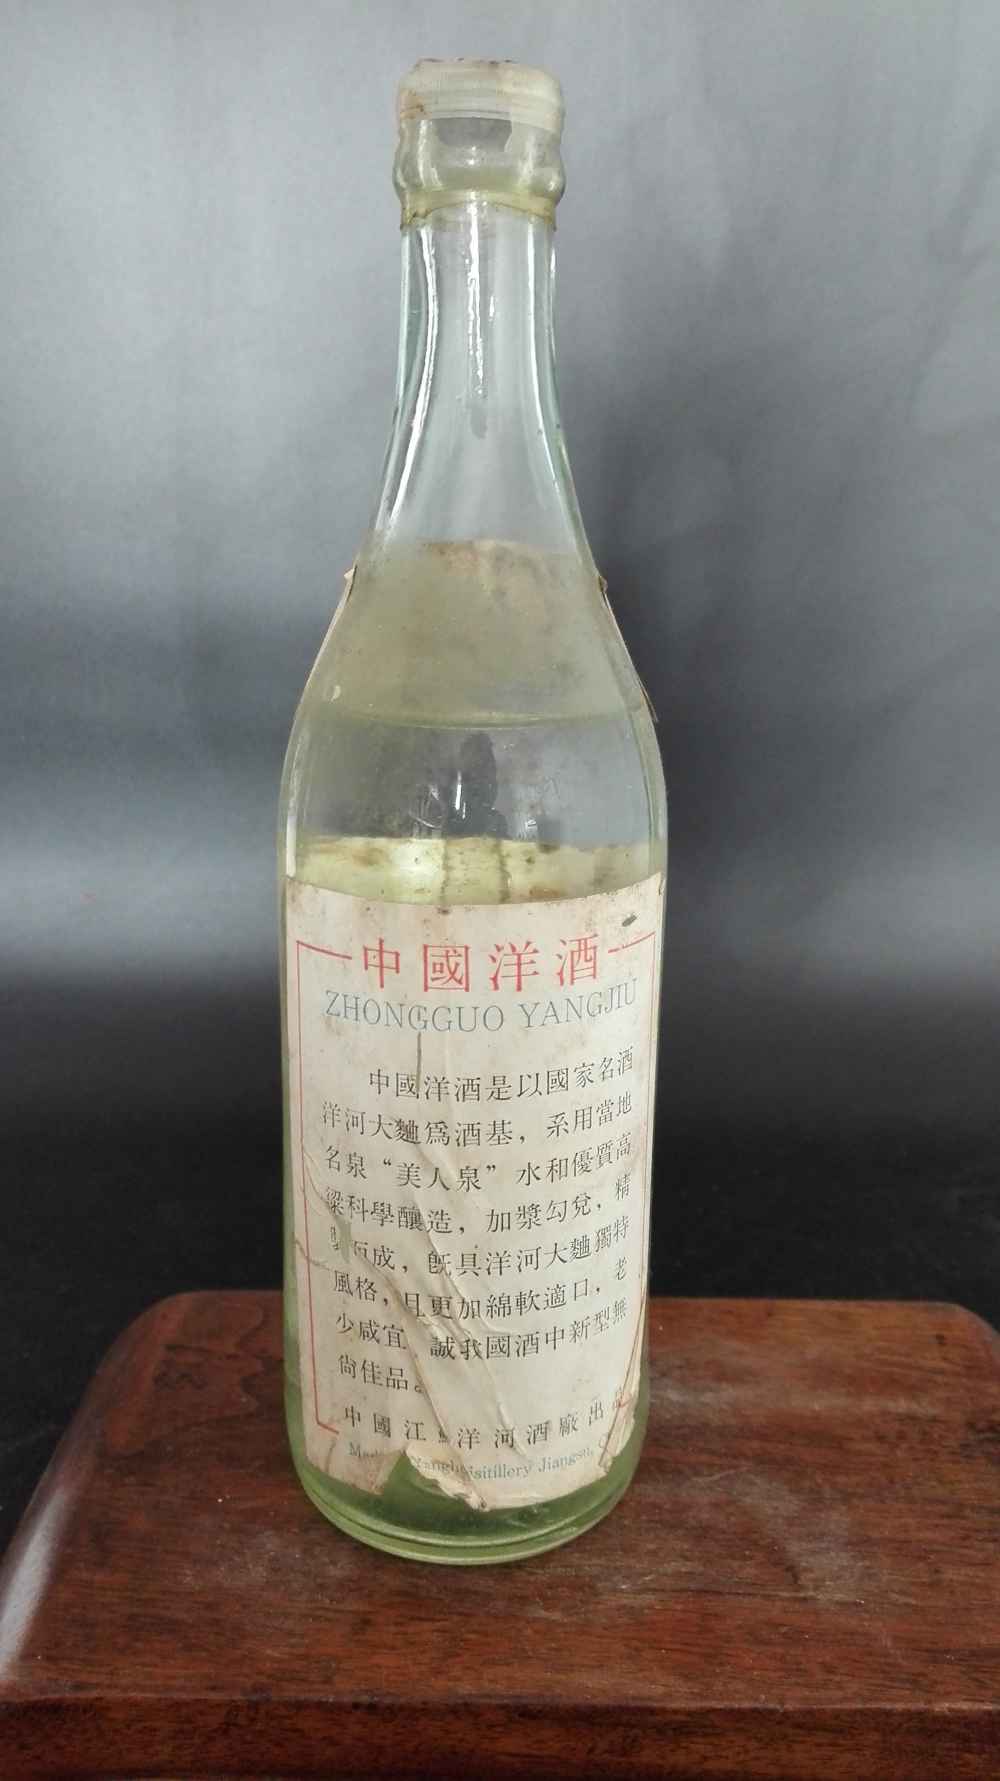 中國洋酒
ZHONGGUO YANGJIU
中國洋酒是以國家名酒
洋河大麯爲酒基，系用當地
名泉“美人泉”水和優質高
粱科學釀造，加漿勾兌，精
而成，旣具洋河大麯獨特
風格，且更加綿軟適口，老
少咸宜 誠我國酒中新型無
尙佳品。
中國江 洋河酒廠出品
Jiangsu,